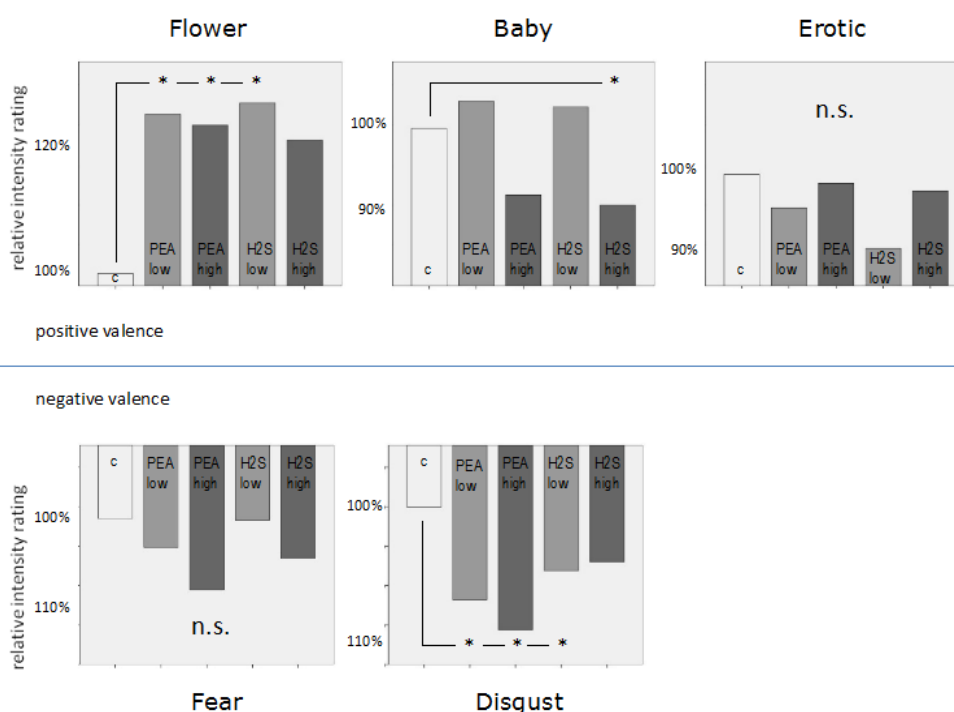 Flower Baby Erotic
relative intensity rating
* * *
120%
100%
c
PEA low
PEA high
H2S low
H2S high
*
100%
90%
c
PEA low
PEA high
H2S low
H2S high
n.s.
100%
90%
c
PEA low
PEA high
H2S low
H2S high
positive valence
negative valence
relative intensity rating
c
PEA low
PEA high
H2S low
H2S high
100%
110%
n.s.
c
PEA low
PEA high
H2S low
H2S high
100%
110%
* * *
Fear Disgust